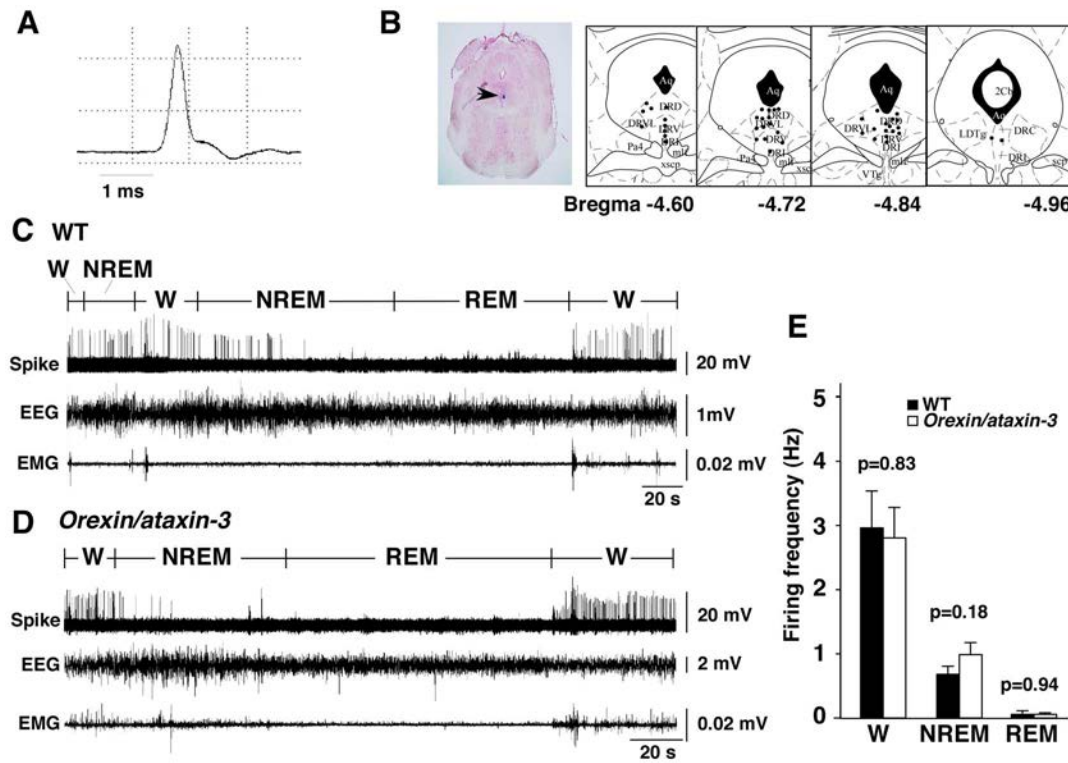 A
1 ms
B
Aq
DRD
DRVL
DRV
DRI
Pa4
mlf
xscp
Aq
DRD
DRVL
DRV
DRI
Pa4
mlf
xscp
Aq
DRD
DRVL
DRV
DRI
mlf
VTg
2Cb
Aq
LDTg
DRC
DRI
scp
Bregma -4.60 -4.72 -4.84 -4.96
C WT
W NREM W NREM REM W
Spike 20 mV
EEG 1mV
EMG 0.02 mV
20 s
D Orexin/ataxin-3
W NREM REM W
Spike 20 mV
EEG 2 mV
EMG 0.02 mV
20 s
E
Firing frequency (Hz)
5
4
3
2
1
0
WT
Orexin/ataxin-3
p=0.83
p=0.18
p=0.94
W NREM REM